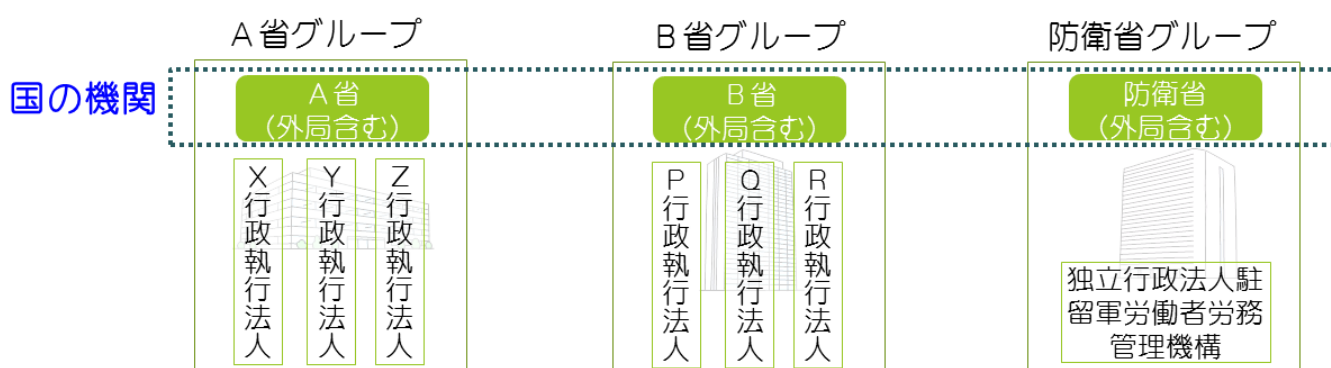 A省グループ
B省グループ
防衛省グループ
国の機関
A省
(外局含む)
B省
(外局含む)
防衛省
(外局含む)
X行政執行法人
Y行政執行法人
Z行政執行法人
P行政執行法人
Q行政執行法人
R行政執行法人
独立行政法人駐
留軍労働者労務
管理機構